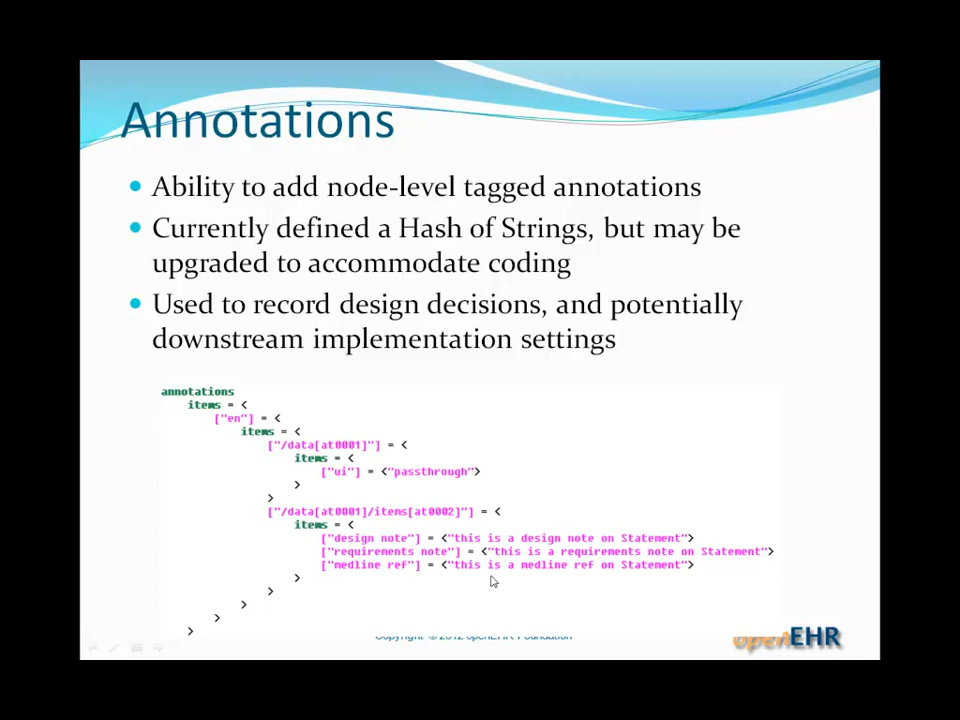 Annotations
Ability to add node-level tagged annotations
Currently defined a Hash of Strings, but may be
upgraded to accommodate coding
Used to record design decisions, and potentially
downstream implementation settings
annotations
items = <
["en"] = <
items = <
["/data[at0001]"] = <
items = <
["ui"] = <"passthrough">
>
>
["/data[at0001]/items[at0002]"] = <
items = <
["design note"] = <"this is a design note on Statement">
["requirements note"] = <"this is a requirements note on Statement">
["medline ref"] = <"this is a medline ref on Statement">
>
>
>
>
>
Copyright © 2012 openEHR Foundation
openEHR